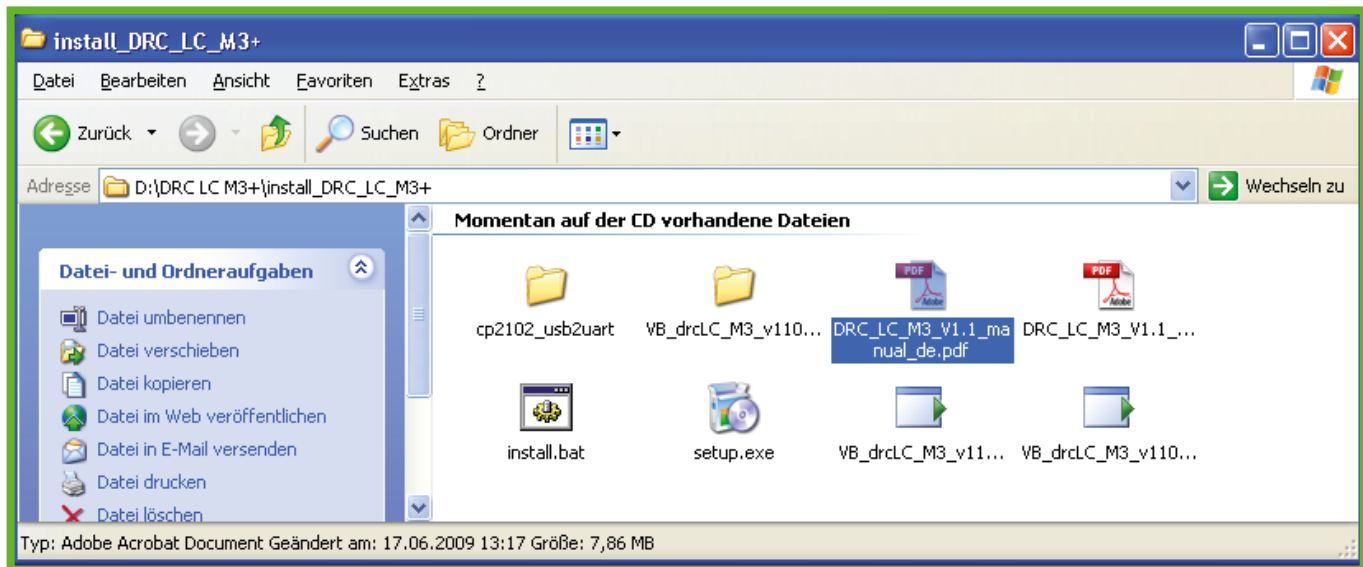 install_DRC_LC_M3+
Datei Bearbeiten Ansicht Favoriten Extras ?
Zurück Suchen Ordner
Adresse D:\DRC LC M3+\install_DRC_LC_M3+ Wechseln zu
Momentan auf der CD vorhandene Dateien
Datei- und Ordneraufgaben
Datei umbenennen
Datei verschieben
Datei kopieren
Datei im Web veröffentlichen
Datei in E-Mail versenden
Datei drucken
Datei löschen
PDF Adobe
PDF Adobe
cp2102_usb2uart VB_drcLC_M3_v110... DRC_LC_M3_V1.1_ma DRC_LC_M3_V1.1_...
nual_de.pdf
install.bat setup.exe VB_drcLC_M3_v11... VB_drcLC_M3_v110...
Typ: Adobe Acrobat Document Geändert am: 17.06.2009 13:17 Größe: 7,86 MB